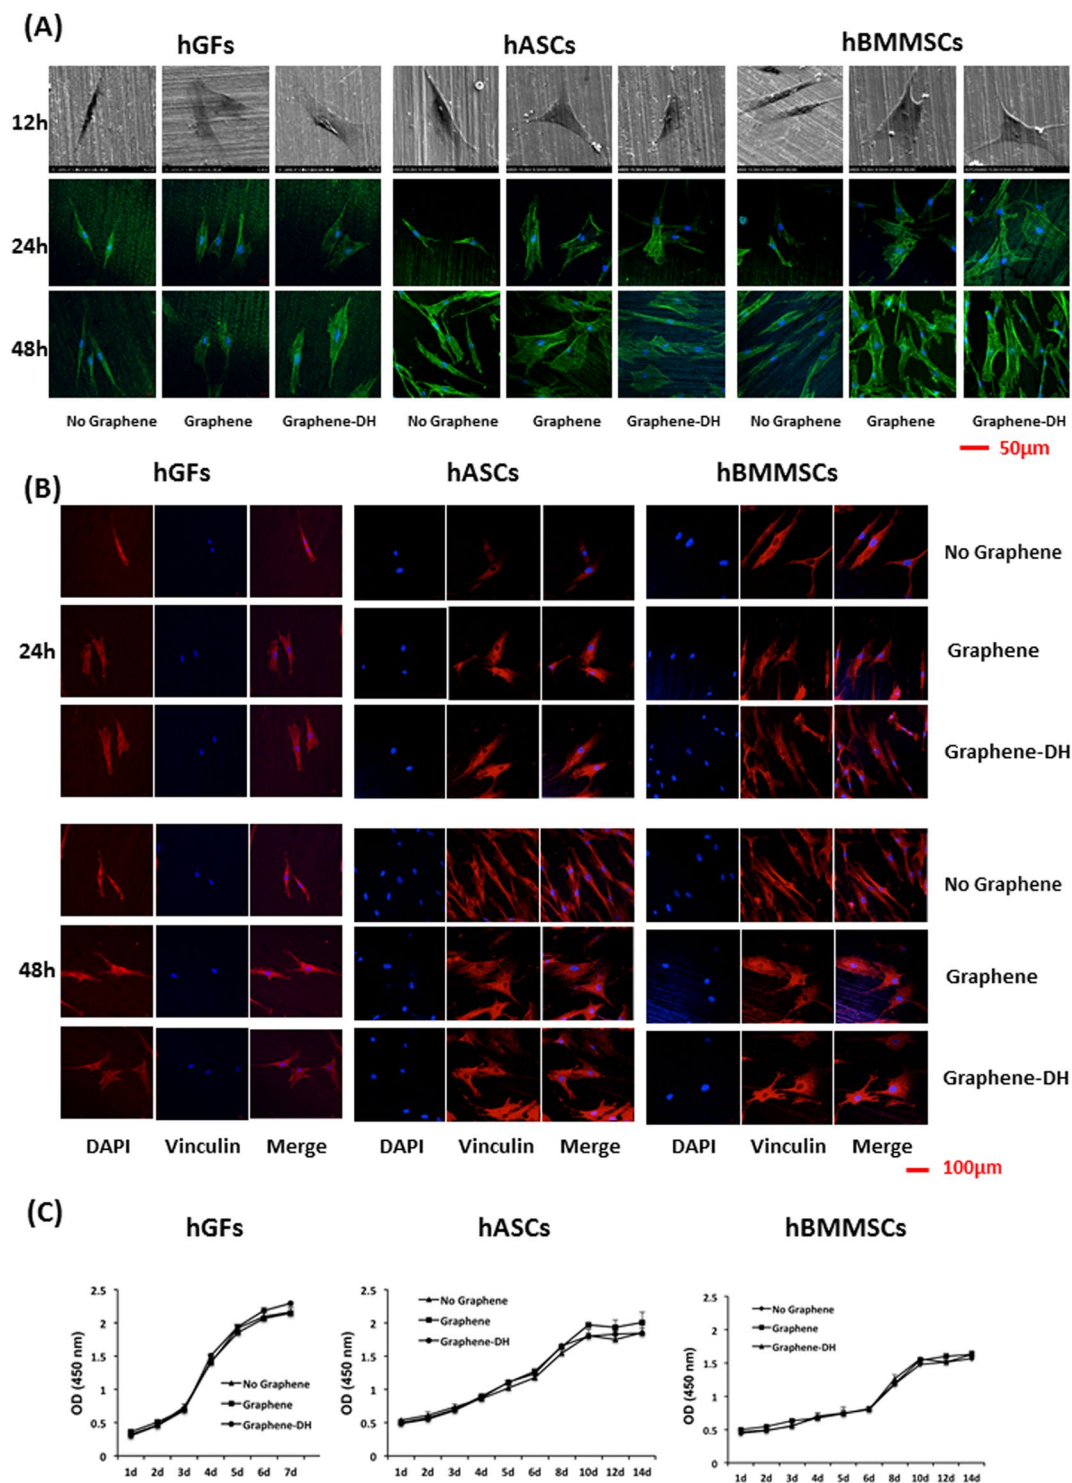 (A)
hGFs hASCs hBMMSCs
12h
24h
48h
No Graphene Graphene Graphene-DH No Graphene Graphene Graphene-DH No Graphene Graphene Graphene-DH
50μm
(B)
hGFs hASCs hBMMSCs
No Graphene
24h Graphene
Graphene-DH
No Graphene
48h Graphene
Graphene-DH
DAPI Vinculin Merge DAPI Vinculin Merge DAPI Vinculin Merge
100μm
(C)
hGFs hASCs hBMMSCs
OD (450 nm)
2.5
2
1.5
1
0.5
0
No Graphene
Graphene
Graphene-DH
1d 2d 3d 4d 5d 6d 7d
OD (450 nm)
2.5
2
1.5
1
0.5
0
No Graphene
Graphene
Graphene-DH
1d 2d 3d 4d 5d 6d 8d 10d 12d 14d
OD (450 nm)
2.5
2
1.5
1
0.5
0
No Graphene
Graphene
Graphene-DH
1d 2d 3d 4d 5d 6d 8d 10d 12d 14d